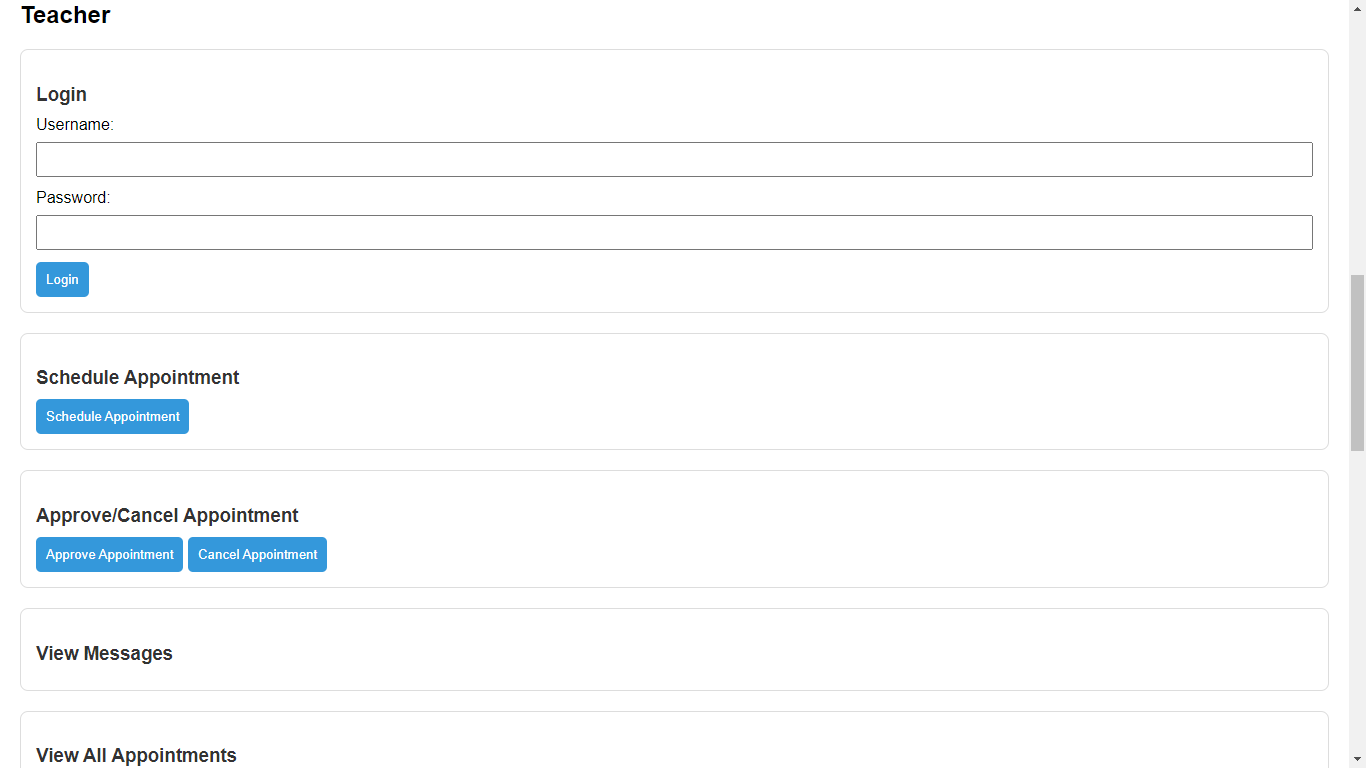 Teacher
Login
Username:
Password:
Login
Schedule Appointment
Schedule Appointment
Approve/Cancel Appointment
Approve Appointment Cancel Appointment
View Messages
View All Appointments